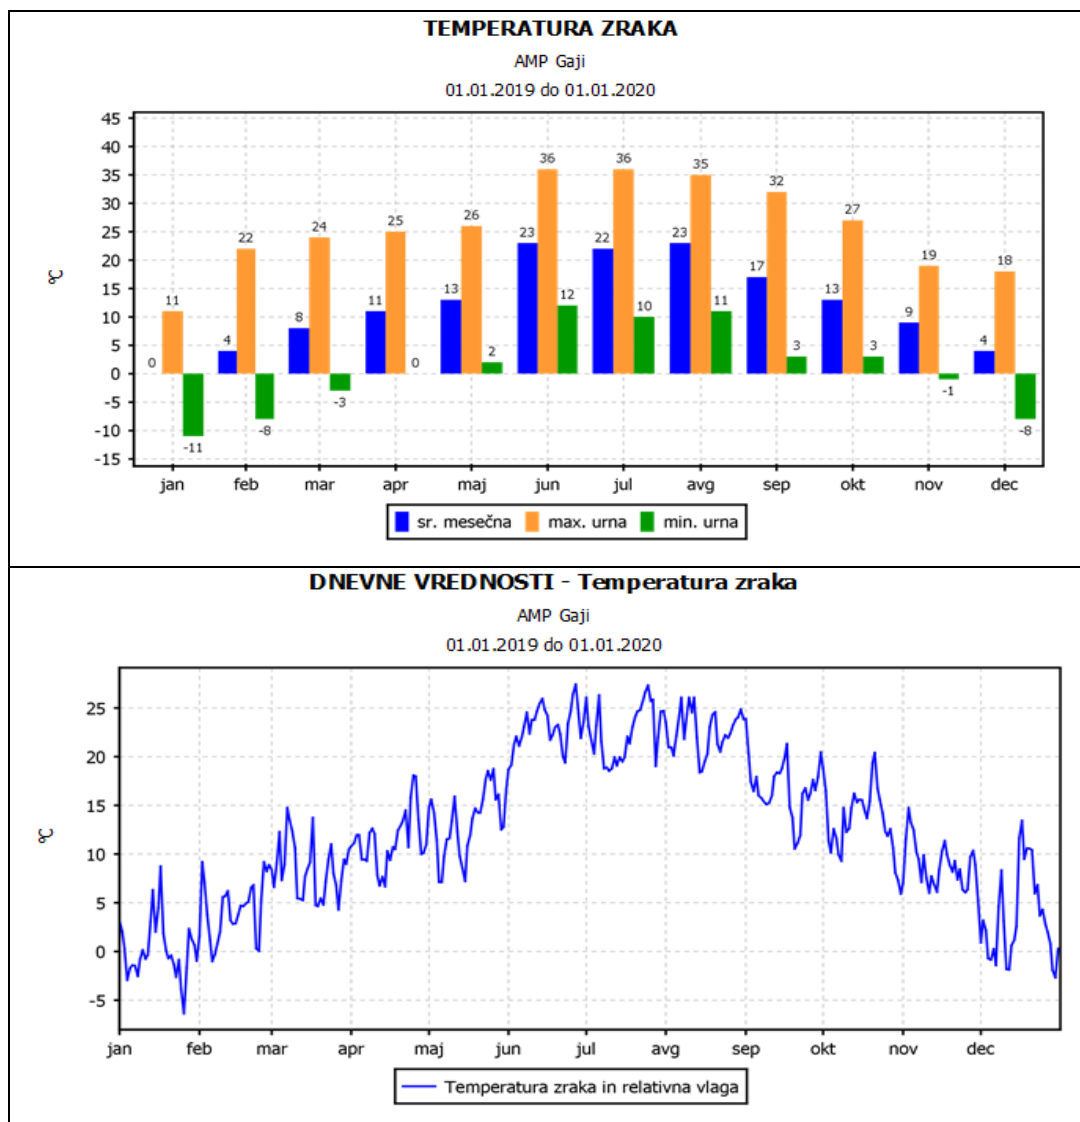 TEMPERATURA ZRAKA
AMP Gaji
01.01.2019 do 01.01.2020
45
40
35
30
25
20
15
10
5
0
-5
-10
-15
°C
0 11 -11
4 22 -8
8 24 -3
11 25 0
13 26 2
23 36 12
22 36 10
23 35 11
17 32 3
13 27 3
9 19 -1
4 18 -8
jan feb mar apr maj jun jul avg sep okt nov dec
sr. mesečna max. urna min. urna
DNEVNE VREDNOSTI - Temperatura zraka
AMP Gaji
01.01.2019 do 01.01.2020
25
20
15
10
5
0
-5
°C
jan feb mar apr maj jun jul avg sep okt nov dec
Temperatura zraka in relativna vlaga